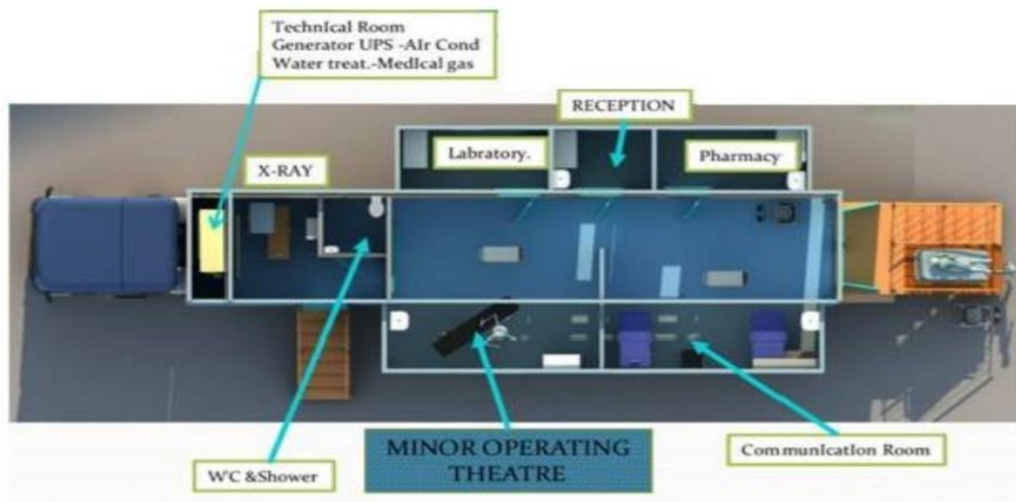 Technical Room
Generator UPS -Air Cond
Water treat.-Medical gas
RECEPTION
Labratory.
Pharmacy
X-RAY
MINOR OPERATING
THEATRE
Communication Room
WC &Shower